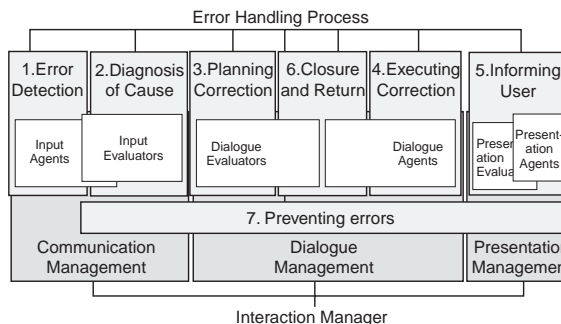 Error Handling Process
1.Error
Detection
2.Diagnosis
of Cause
3.Planning
Correction
6.Closure
and Return
4.Executing
Correction
5.Informing
User
Input
Agents
Input
Evaluators
Dialogue
Evaluators
Dialogue
Agents
Present
ation
Evalua
Present-
ation
Agents
7. Preventing errors
Communication
Management
Dialogue
Management
Presentation
Management
Interaction Manager